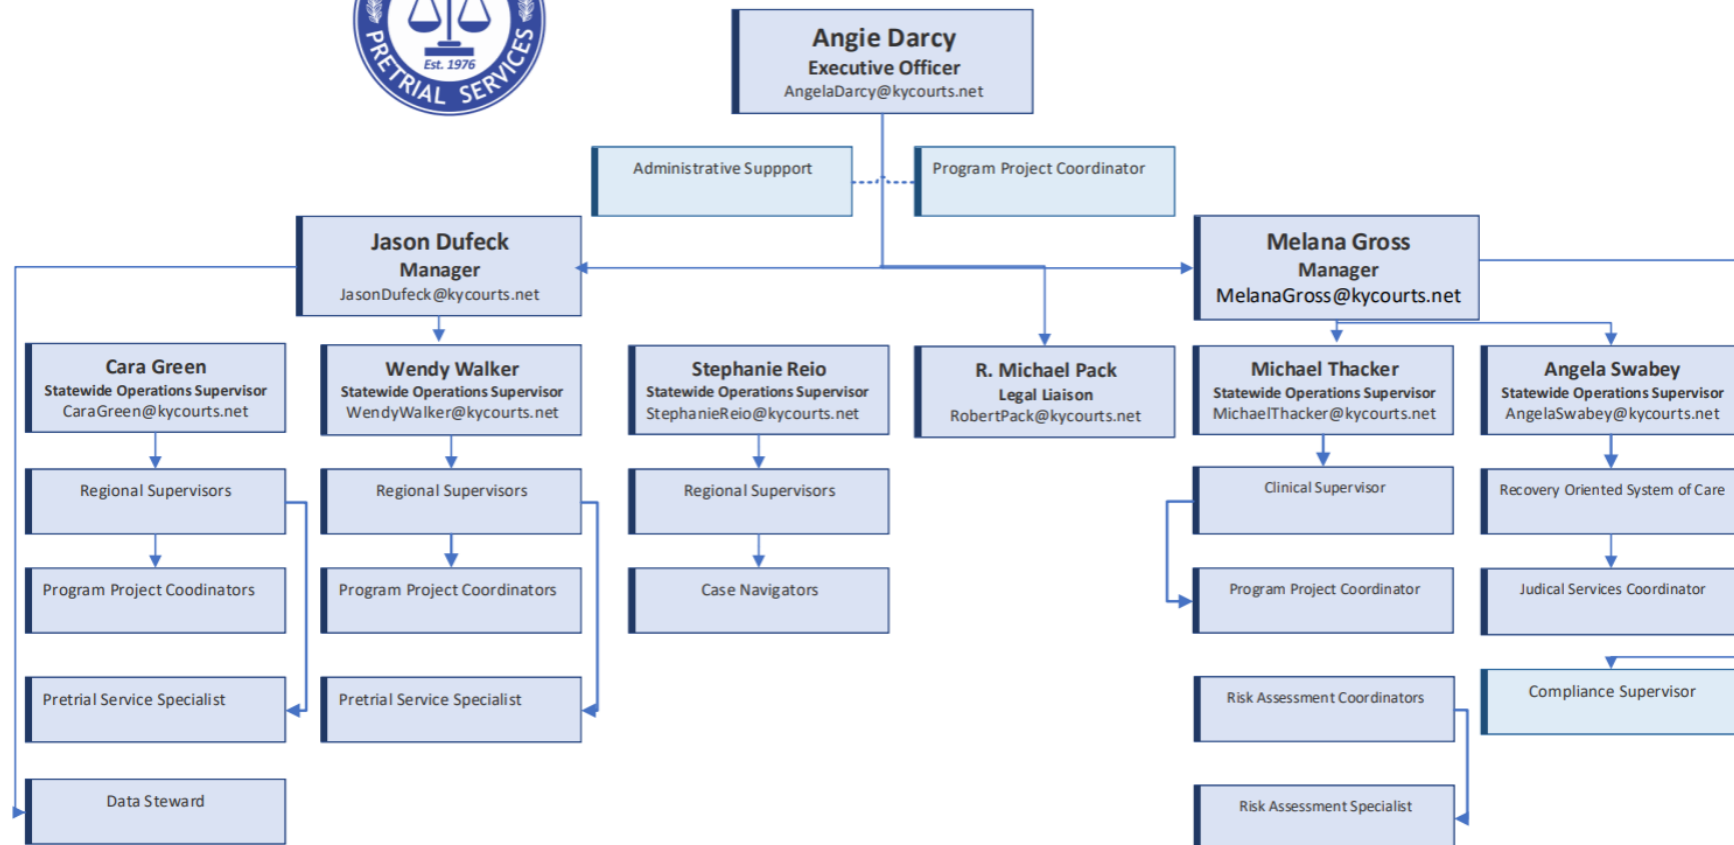 PRETRIAL SERVICES
Est. 1976
Angie Darcy
Executive Officer
AngelaDarcy@kycourts.net
Administrative Suppport
Program Project Coordinator
Jason Dufeck
Manager
JasonDufeck@kycourts.net
Melana Gross
Manager
MelanaGross@kycourts.net
Cara Green
Statewide Operations Supervisor
CaraGreen@kycourts.net
Wendy Walker
Statewide Operations Supervisor
WendyWalker@kycourts.net
Stephanie Reio
Statewide Operations Supervisor
StephanieReio@kycourts.net
R. Michael Pack
Legal Liaison
RobertPack@kycourts.net
Michael Thacker
Statewide Operations Supervisor
MichaelThacker@kycourts.net
Angela Swabey
Statewide Operations Supervisor
AngelaSwabey@kycourts.net
Regional Supervisors
Regional Supervisors
Regional Supervisors
Clinical Supervisor
Recovery Oriented System of Care
Program Project Coodinators
Program Project Coordinators
Case Navigators
Program Project Coordinator
Judical Services Coordinator
Pretrial Service Specialist
Pretrial Service Specialist
Risk Assessment Coordinators
Compliance Supervisor
Data Steward
Risk Assessment Specialist